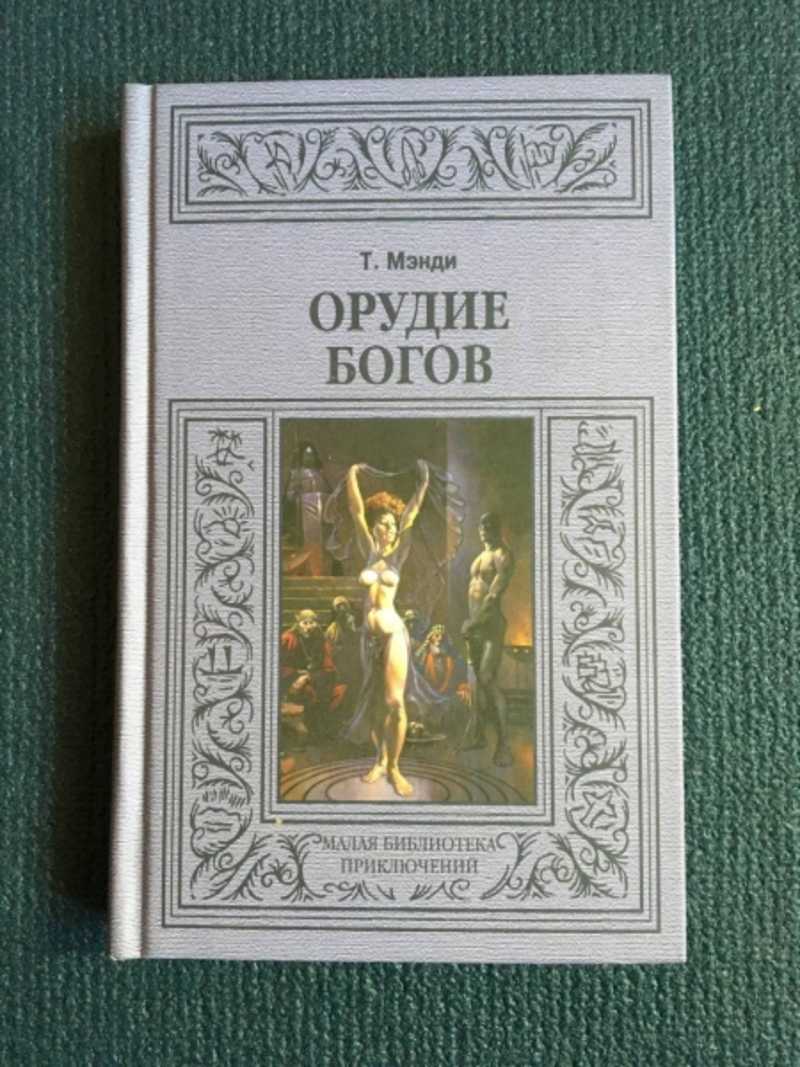 Т. Мэнди
ОРУДИЕ
БОГОВ
МАЛАЯ БИБЛИОТЕКА
ПРИКЛЮЧЕНИЙ